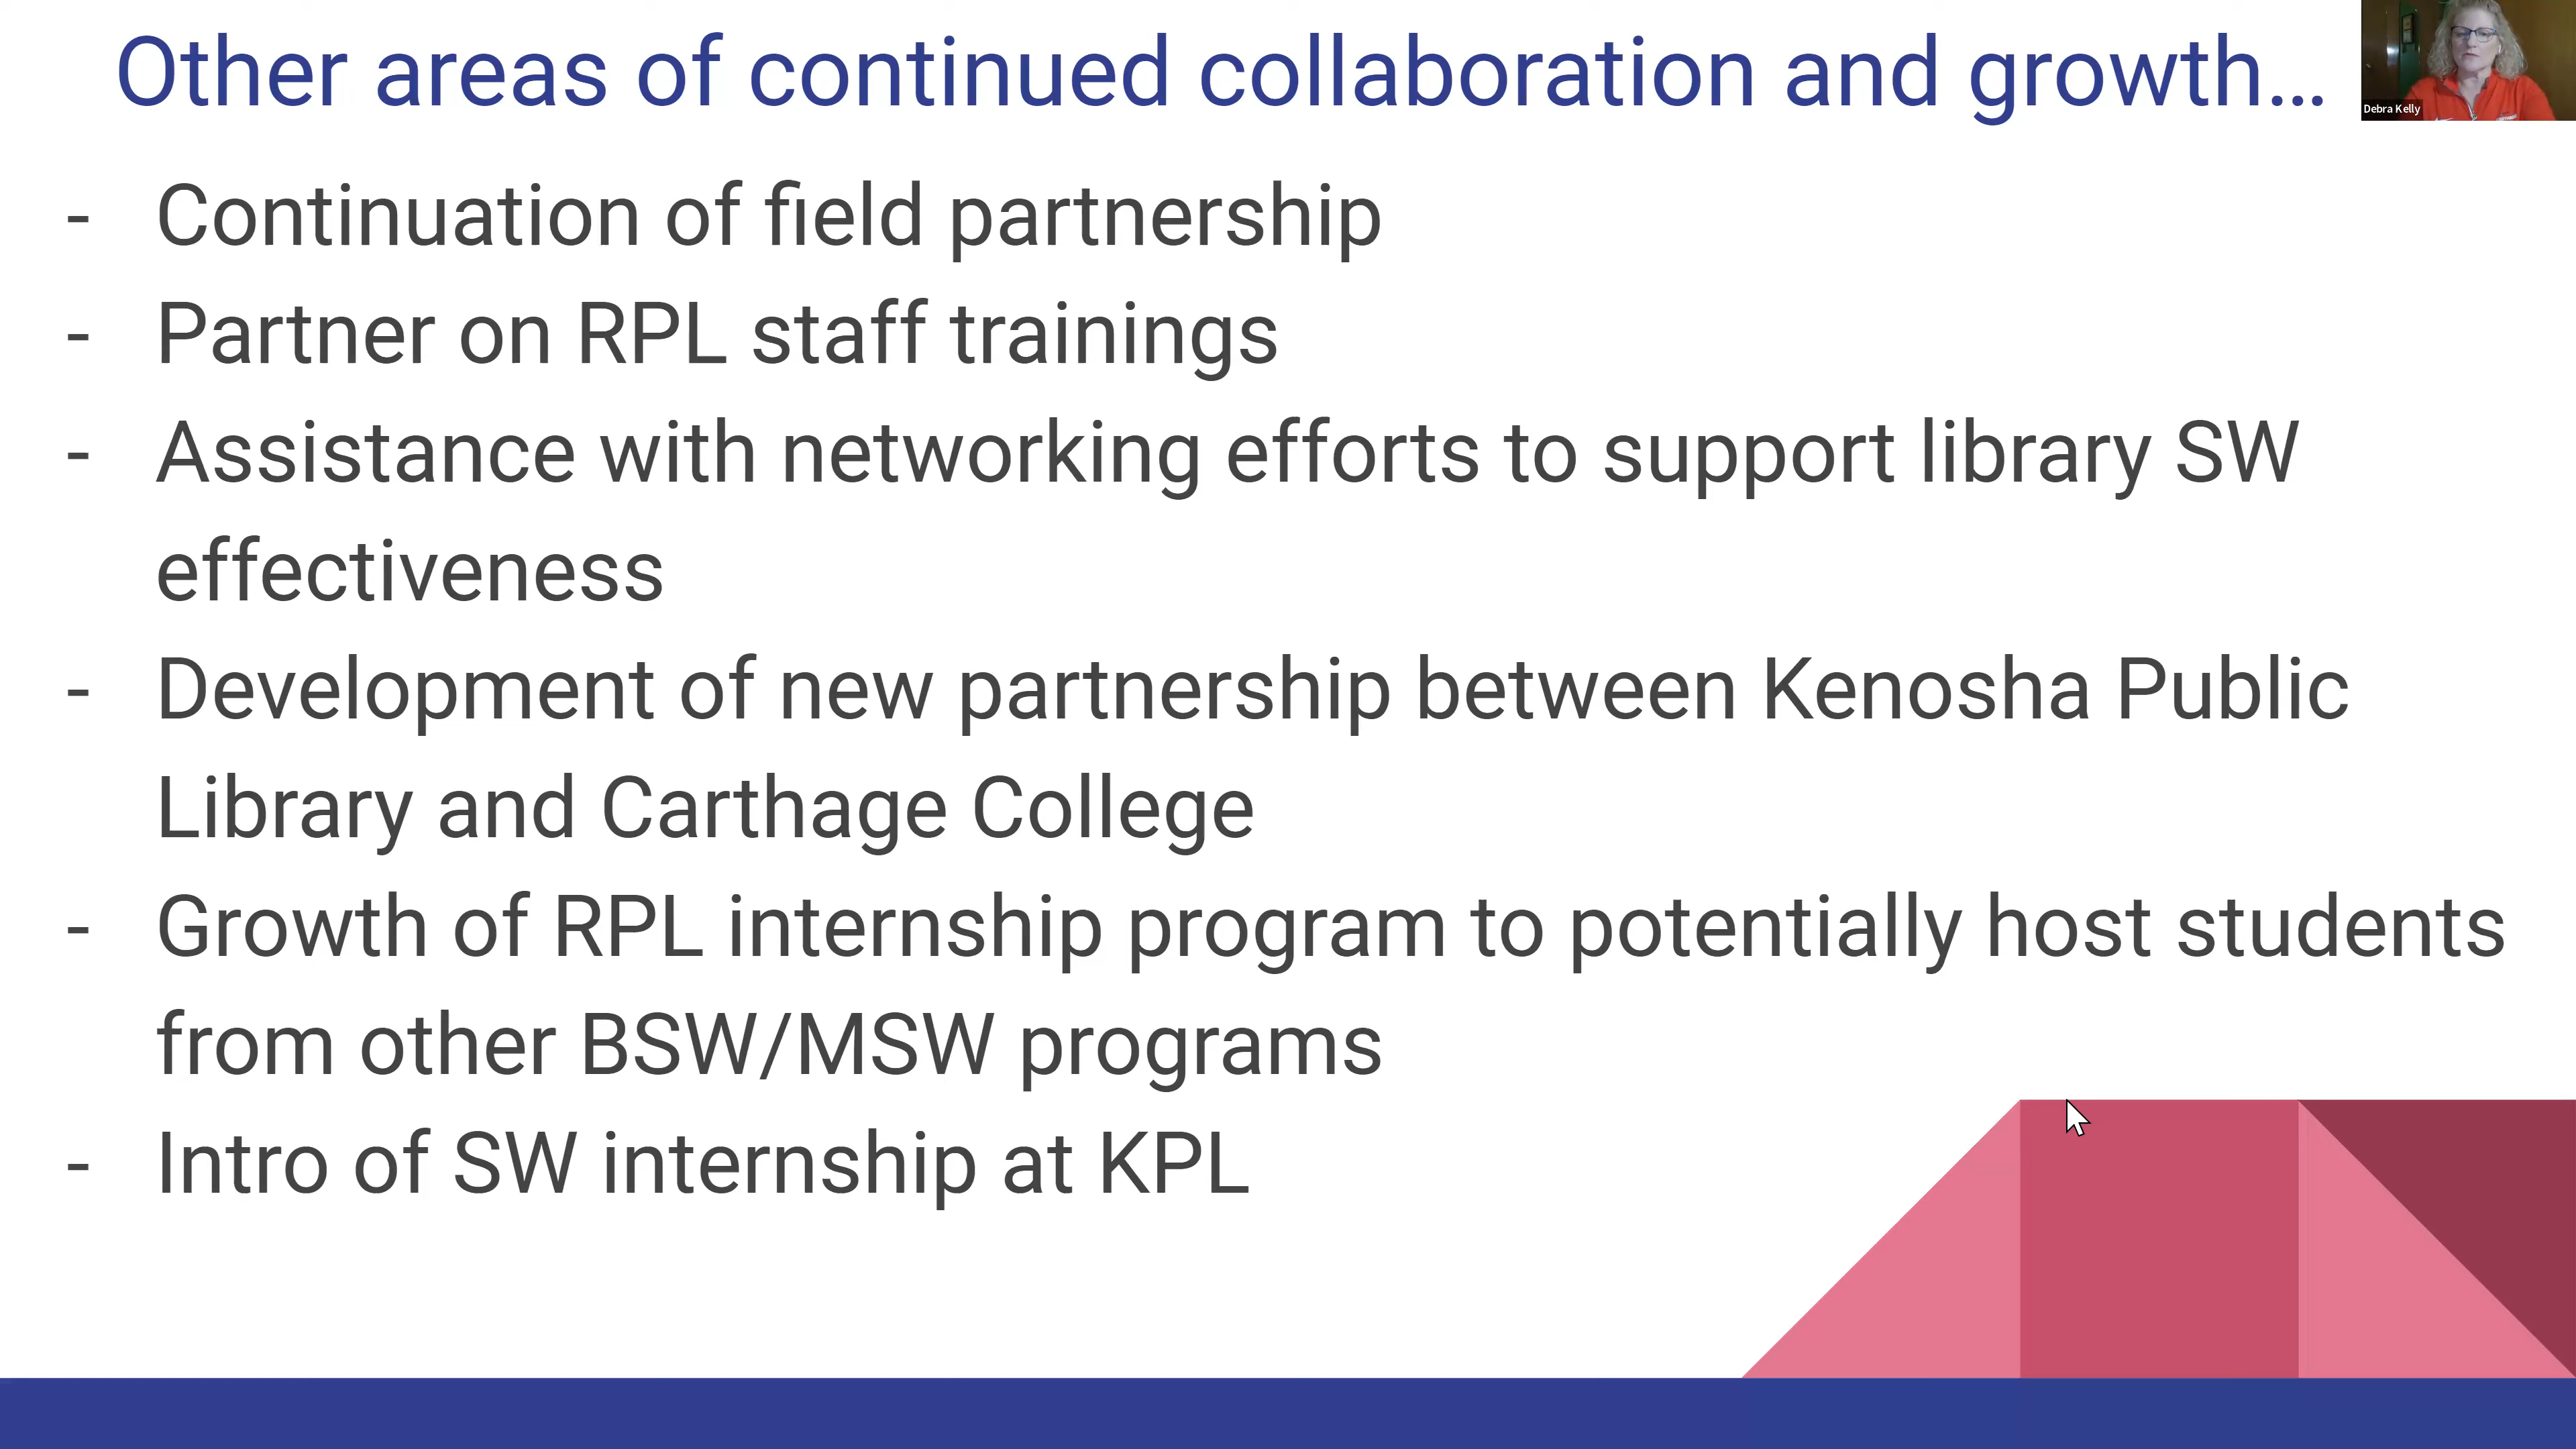 Other areas of continued collaboration and growth...
Debra Kelly
- Continuation of field partnership
- Partner on RPL staff trainings
- Assistance with networking efforts to support library SW
effectiveness
- Development of new partnership between Kenosha Public
Library and Carthage College
- Growth of RPL internship program to potentially host students
from other BSW/MSW programs
- Intro of SW internship at KPL